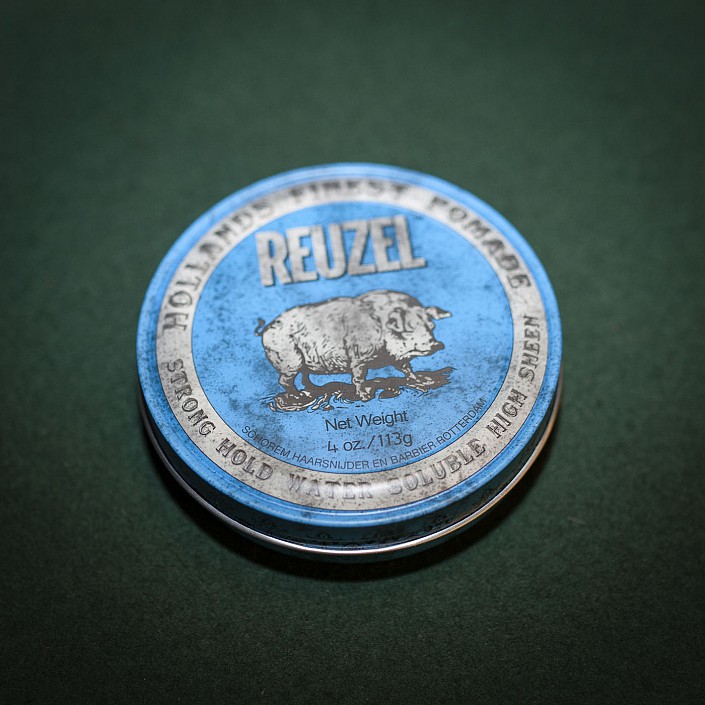 HOLLANDS FINEST POMADE
REUZEL
Net Weight
4 oz./113g
SCHOREM HAARSNIJDER EN BARBIER ROTTERDAM
STRONG HOLD WATER SOLUBLE HIGH SHEEN